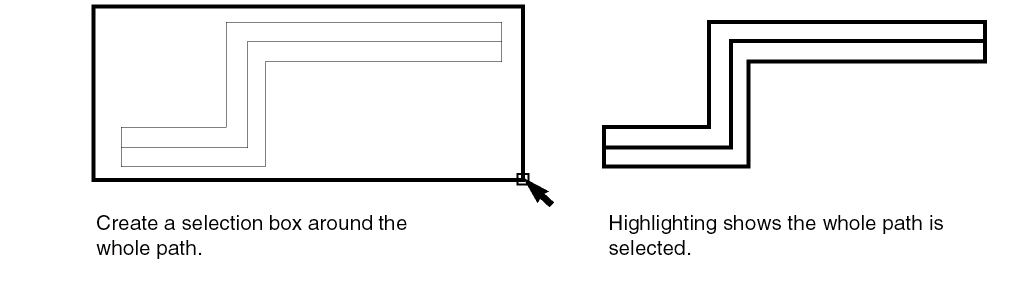 Create a selection box around the
whole path.
Highlighting shows the whole path is
selected.